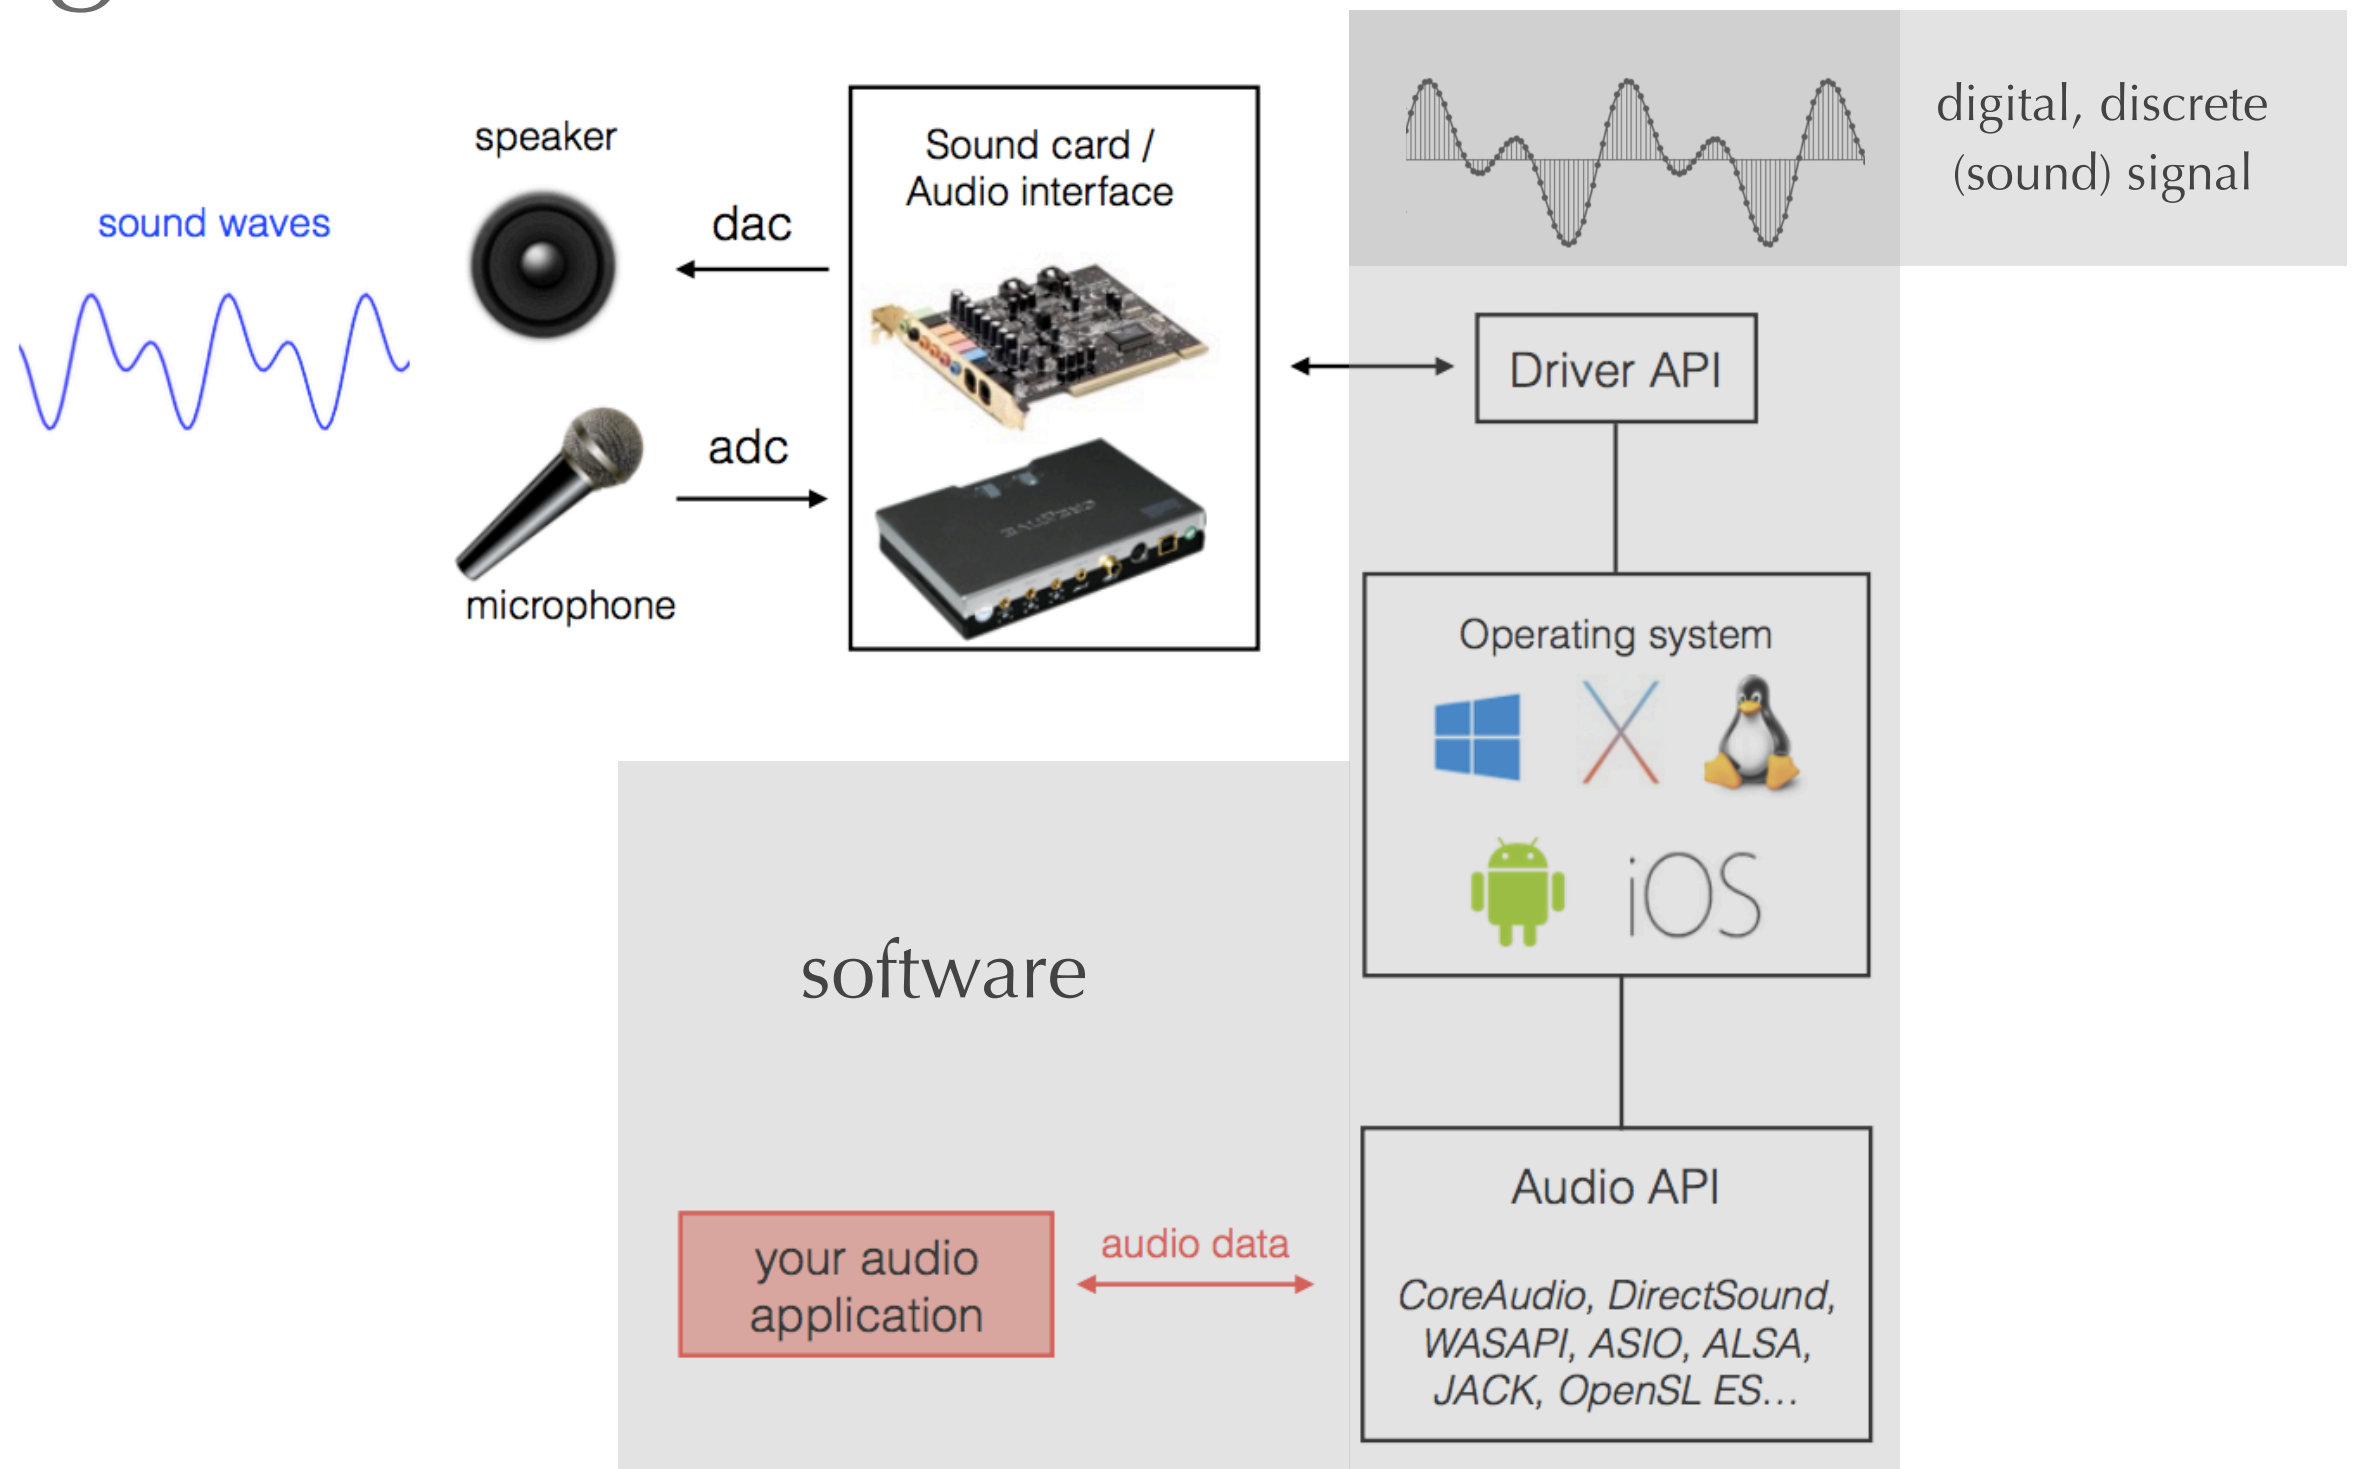 speaker
sound waves
dac
microphone
adc
Sound card /
Audio interface
digital, discrete
(sound) signal
Driver API
Operating system
iOS
software
your audio
application
audio data
Audio API
CoreAudio, DirectSound,
WASAPI, ASIO, ALSA,
JACK, OpenSL ES...